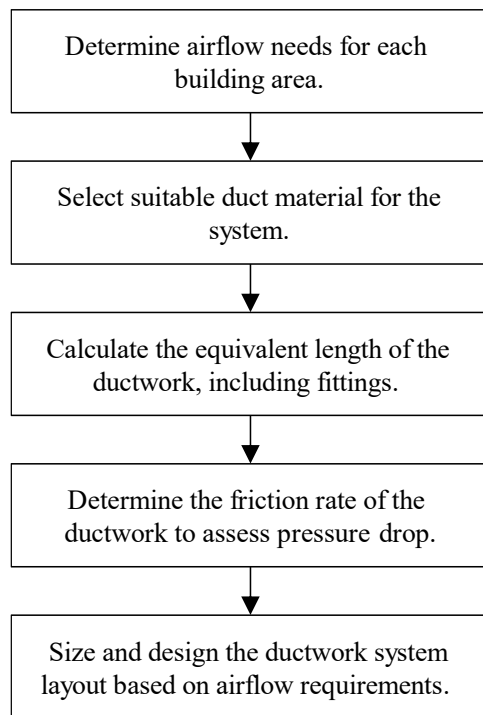 Determine airflow needs for each
building area.
Select suitable duct material for the
system.
Calculate the equivalent length of the
ductwork, including fittings.
Determine the friction rate of the
ductwork to assess pressure drop.
Size and design the ductwork system
layout based on airflow requirements.